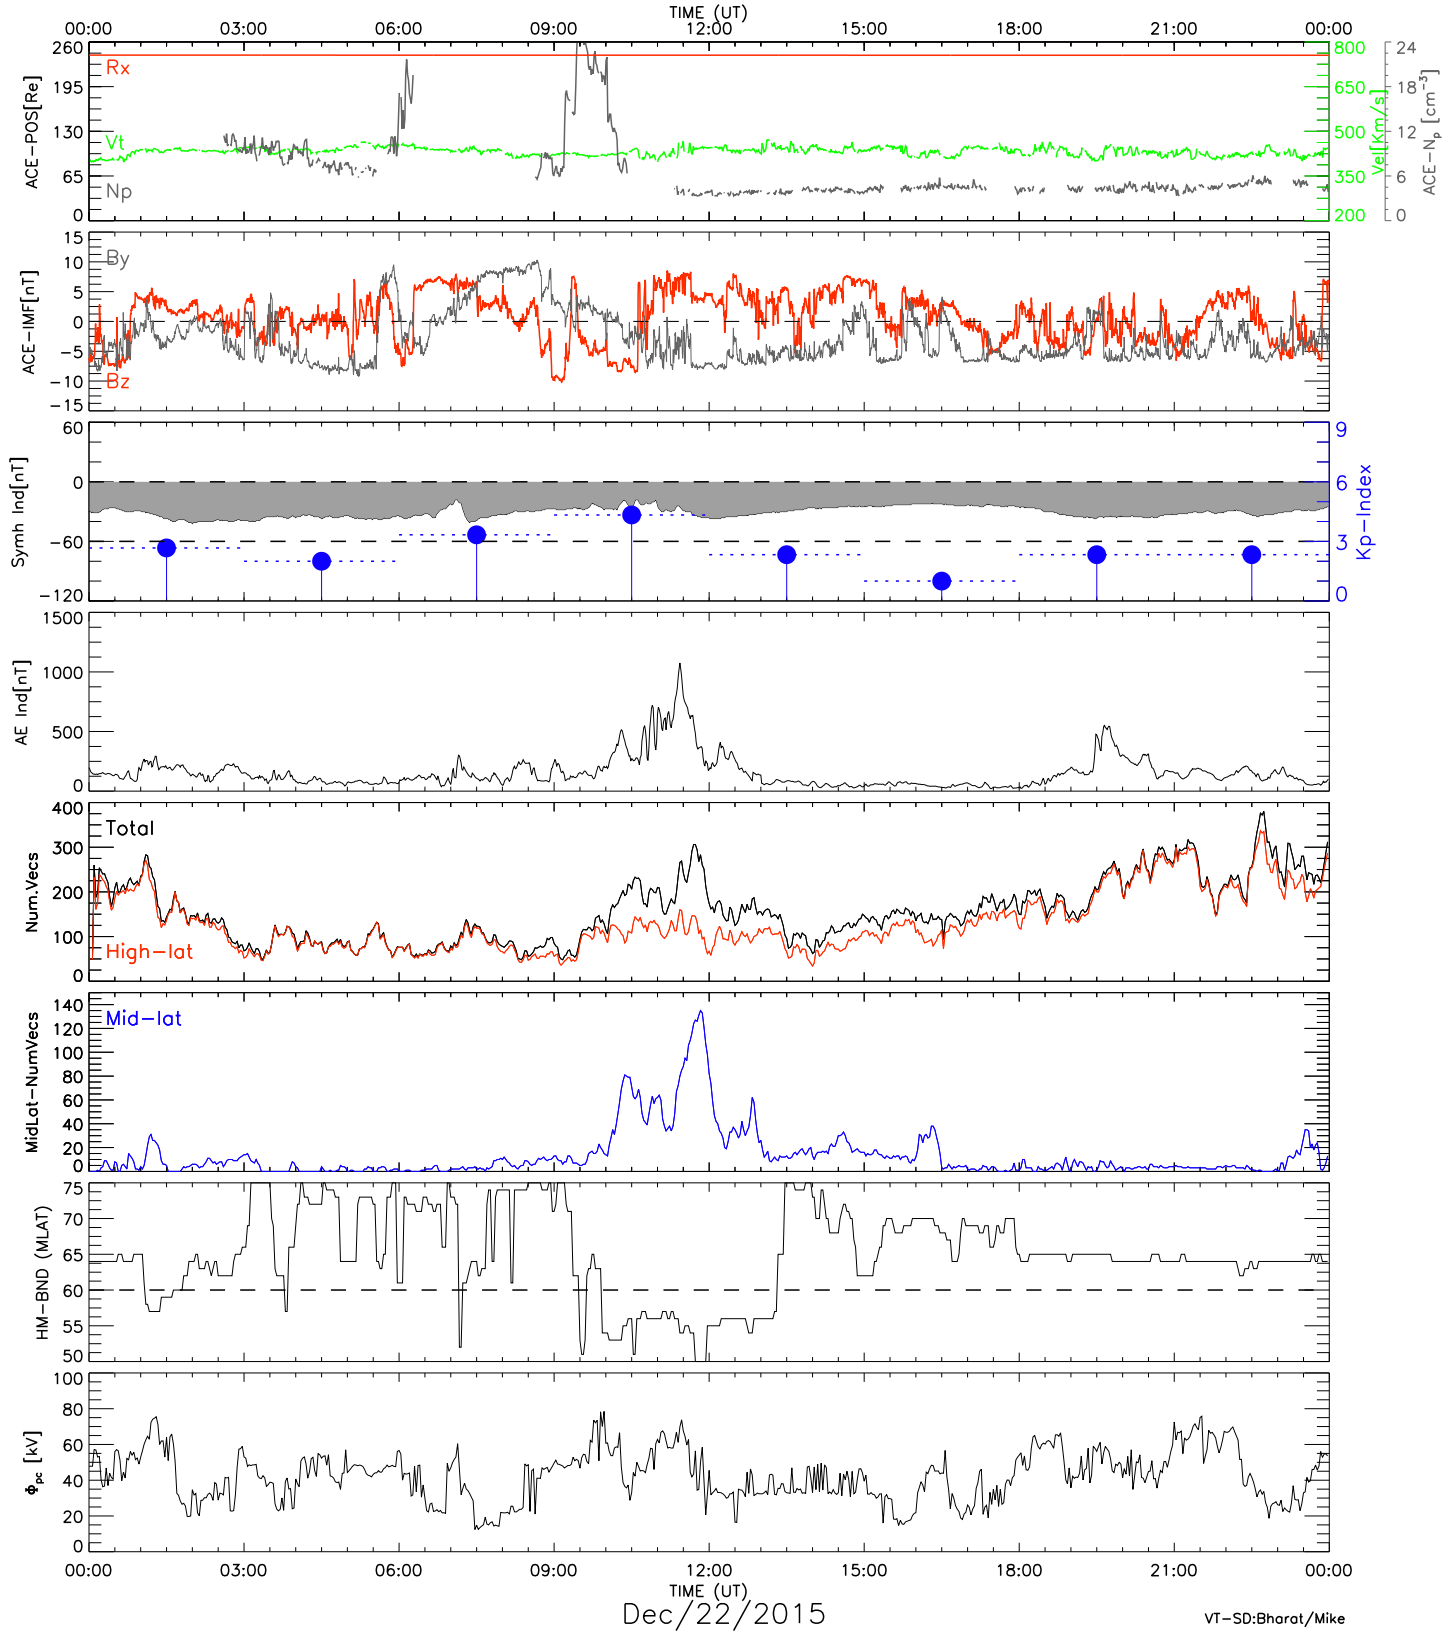 TIME (UT)
00:00 03:00 06:00 09:00 12:00 15:00 18:00 21:00 00:00
ACE-POS[Re]
260
195
130
65
0
Rx
Vt
Np
800
650
500
350
200
Vel[Km/s]
24
18
12
6
0
ACE-Np [cm-3]
ACE-IMF[nT]
15
10
5
0
-5
-10
-15
By
Bz
Symh Ind[nT]
60
0
-60
-120
9
6
3
0
Kp-Index
AE Ind[nT]
1500
1000
500
0
Num.Vecs
400
300
200
100
0
Total
High-lat
MidLat-NumVecs
140
120
100
80
60
40
20
0
Mid-lat
HM-BND (MLAT)
75
70
65
60
55
50
Φpc [kV]
100
80
60
40
20
0
00:00 03:00 06:00 09:00 12:00 15:00 18:00 21:00 00:00
TIME (UT)
Dec/22/2015
VT-SD:Bharat/Mike